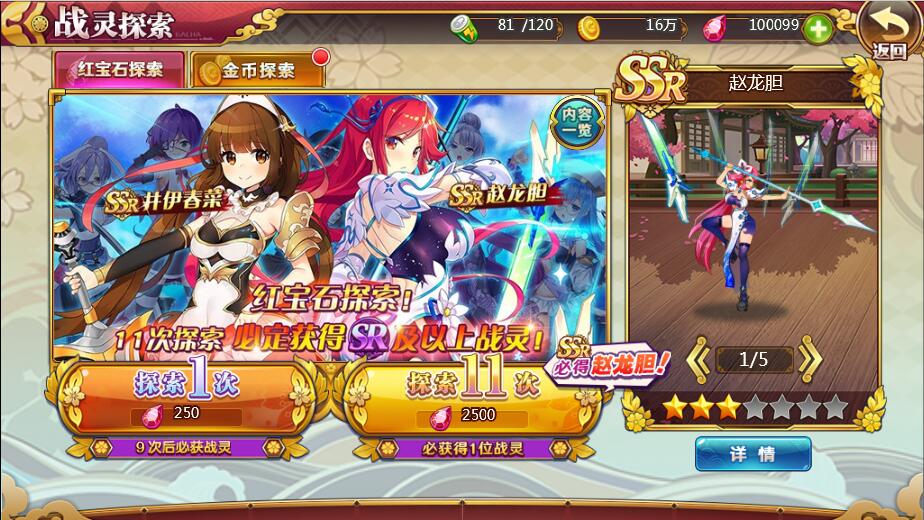 战灵探索
81 /120
16万
100099
返回
红宝石探索
金币探索
内容
一览
SSR 井伊春菜
SSR 赵龙胆
红宝石探索！
11次探索 必定获得SR及以上战灵！
探索1次
250
9次后必获战灵
探索11次
2500
必获得1位战灵
SSR
必得赵龙胆！
SSR
赵龙胆
1/5
详情